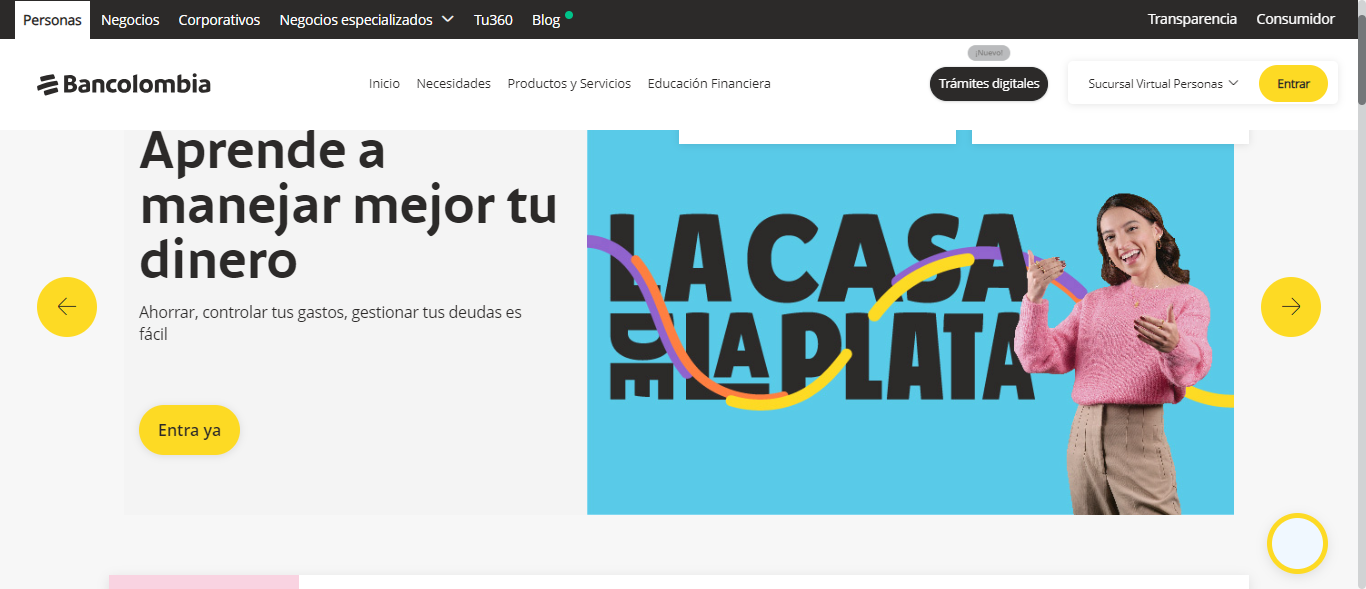 Personas Negocios Corporativos Negocios especializados Tu360 Blog Transparencia Consumidor
¡Nuevo!
Bancolombia Inicio Necesidades Productos y Servicios Educación Financiera Trámites digitales Sucursal Virtual Personas Entrar
Aprende a
manejar mejor tu
dinero
Ahorrar, controlar tus gastos, gestionar tus deudas es
fácil
Entra ya
LA CASA
DE LA PLATA